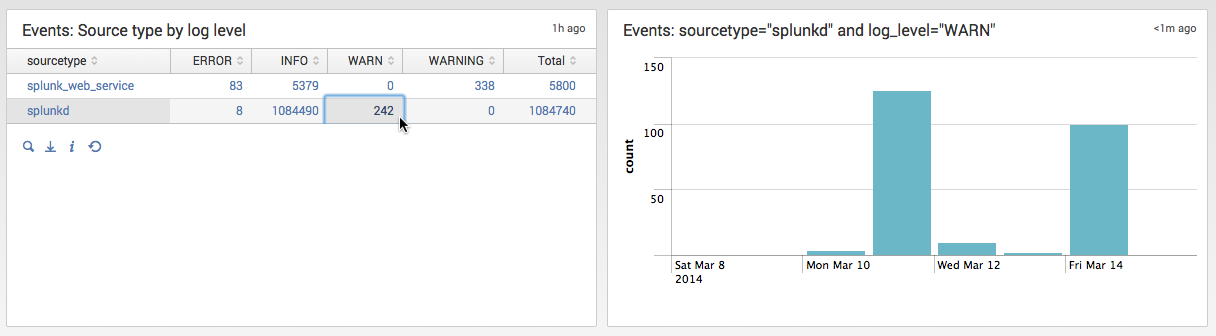 Events: Source type by log level
1h ago
sourcetype ERROR INFO WARN WARNING Total
splunk_web_service 83 5379 0 338 5800
splunkd 8 1084490 242 0 1084740
i
Events: sourcetype="splunkd" and log_level="WARN"
<1m ago
150
100
50
count
Sat Mar 8 Mon Mar 10 Wed Mar 12 Fri Mar 14
2014